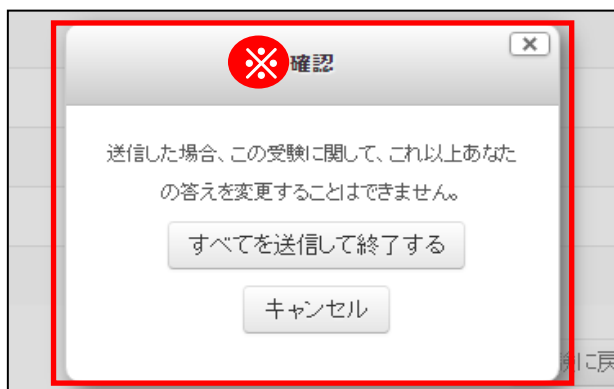 ※確認
×
送信した場合、この受験に関して、これ以上あなた
の答えを変更することはできません。
すべてを送信して終了する
キャンセル
に戻